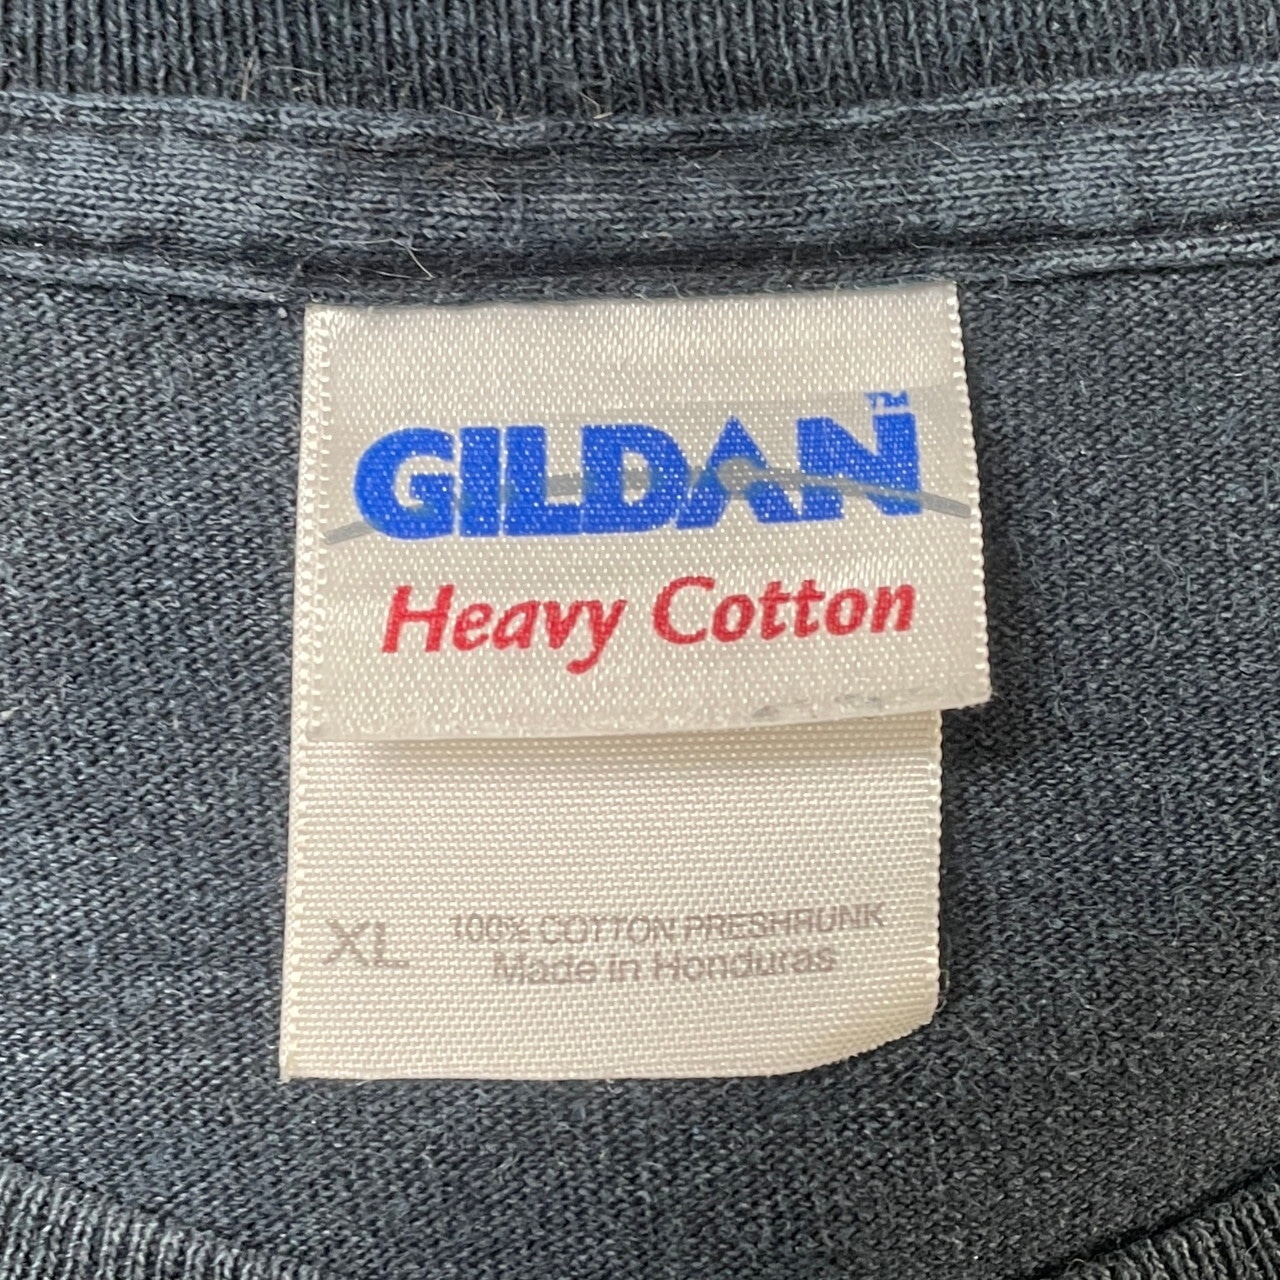 GILDAN™
Heavy Cotton
XL
100% COTTON PRESHRUNK
Made in Honduras